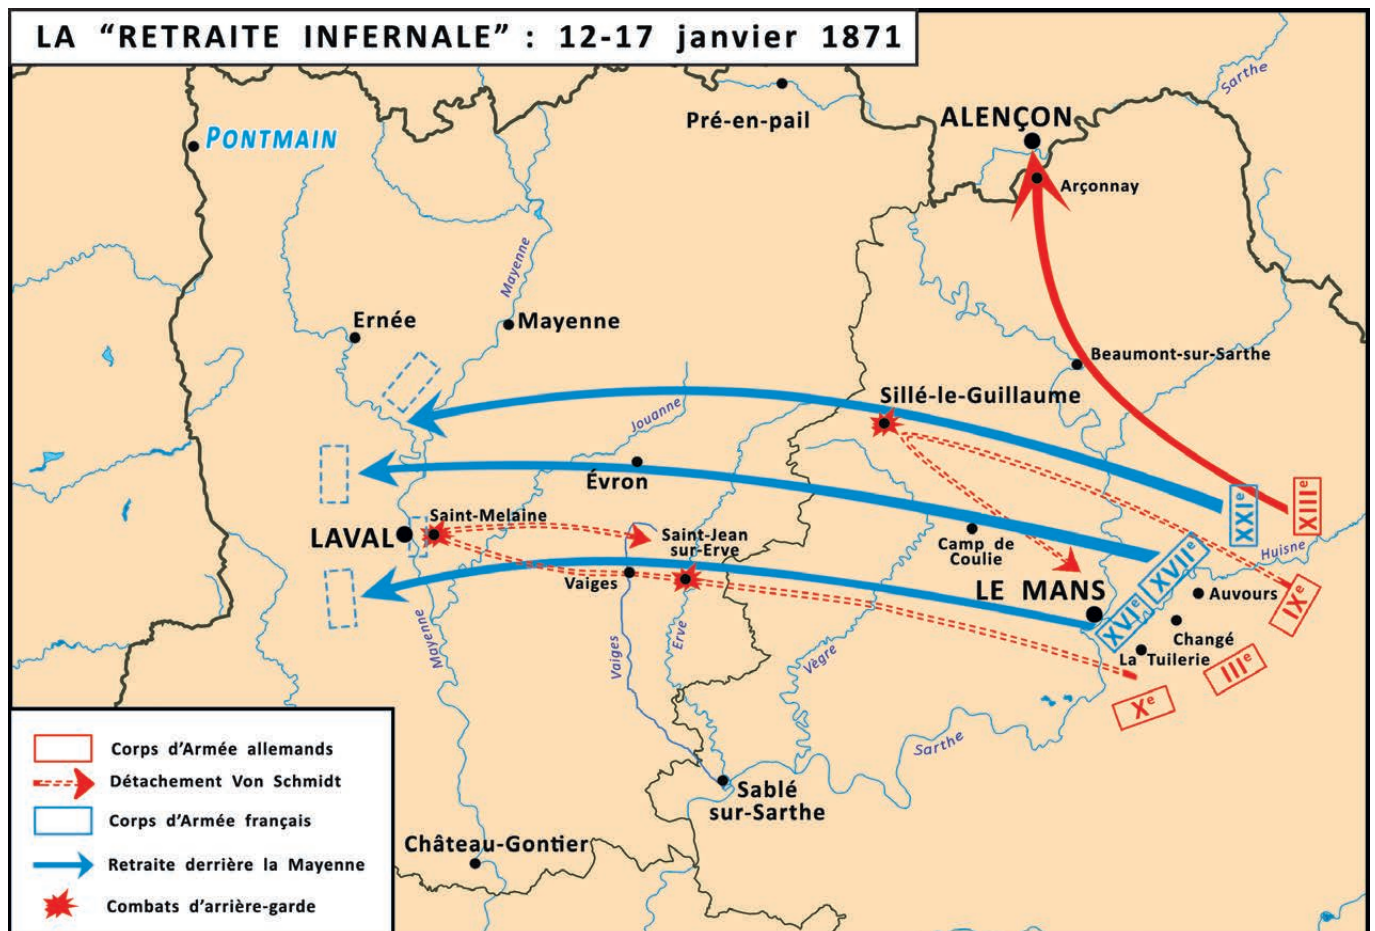 LA “RETRAITE INFERNALE” : 12-17 janvier 1871
Sarthe
Pré-en-pail
ALENÇON
PONTMAIN
Arçonnay
Mayenne
Ernée
Mayenne
Beaumont-sur-Sarthe
Sillé-le-Guillaume
Jouanne
Évron
XXIe
XIIIe
Saint-Melaine
LAVAL
Saint-Jean
sur-Erve
Camp de
Coulie
Huisne
XVIIe
Vaiges
LE MANS
Auvours
IXe
XVIe
Changé
La Tuilerie
IIIe
Mayenne
Vaiges
Erve
Vègre
Xe
Sarthe
Sablé
sur-Sarthe
Château-Gontier
Corps d’Armée allemands
Détachement Von Schmidt
Corps d’Armée français
Retraite derrière la Mayenne
Combats d’arrière-garde